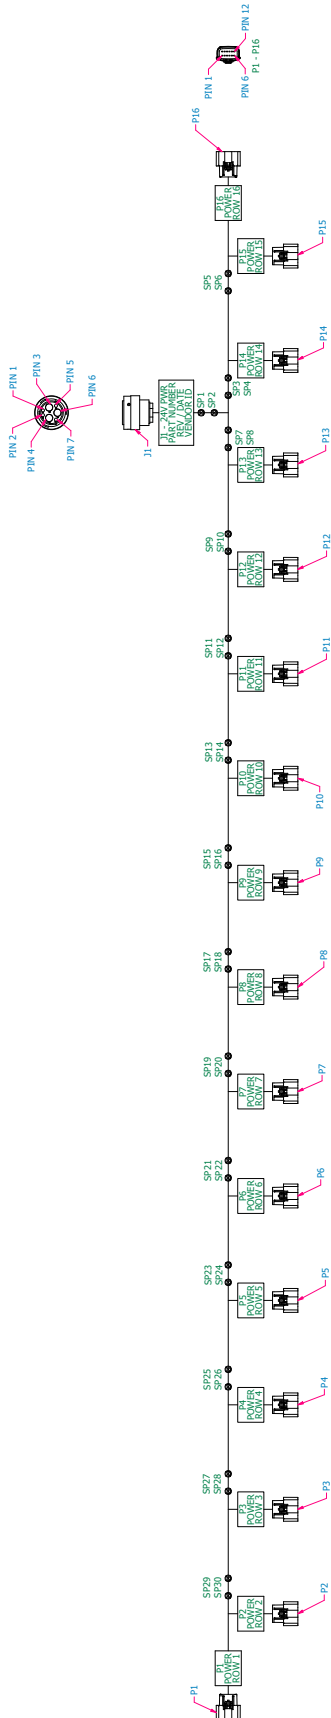 PIN 12
PIN 1
PIN 6
P1 - P16
P16
P16
POWER
ROW 16
P15
POWER
ROW 15
P15
SP5
SP6
P14
POWER
ROW 14
P14
SP3
SP4
PIN 1
PIN 3
PIN 5
PIN 6
PIN 2
PIN 4
PIN 7
J1
J1 - 24V PWR
PART NUMBER
REV / DATE
VENDOR ID
SP1
SP2
SP7
SP8
P13
POWER
ROW 13
P13
SP9
SP10
P12
POWER
ROW 12
P12
SP11
SP12
P11
POWER
ROW 11
P11
SP13
SP14
P10
POWER
ROW 10
P10
SP15
SP16
P9
POWER
ROW 9
P9
SP17
SP18
P8
POWER
ROW 8
P8
SP19
SP20
P7
POWER
ROW 7
P7
SP21
SP22
P6
POWER
ROW 6
P6
SP23
SP24
P5
POWER
ROW 5
P5
SP25
SP26
P4
POWER
ROW 4
P4
SP27
SP28
P3
POWER
ROW 3
P3
SP29
SP30
P2
POWER
ROW 2
P2
P1
POWER
ROW 1
P1